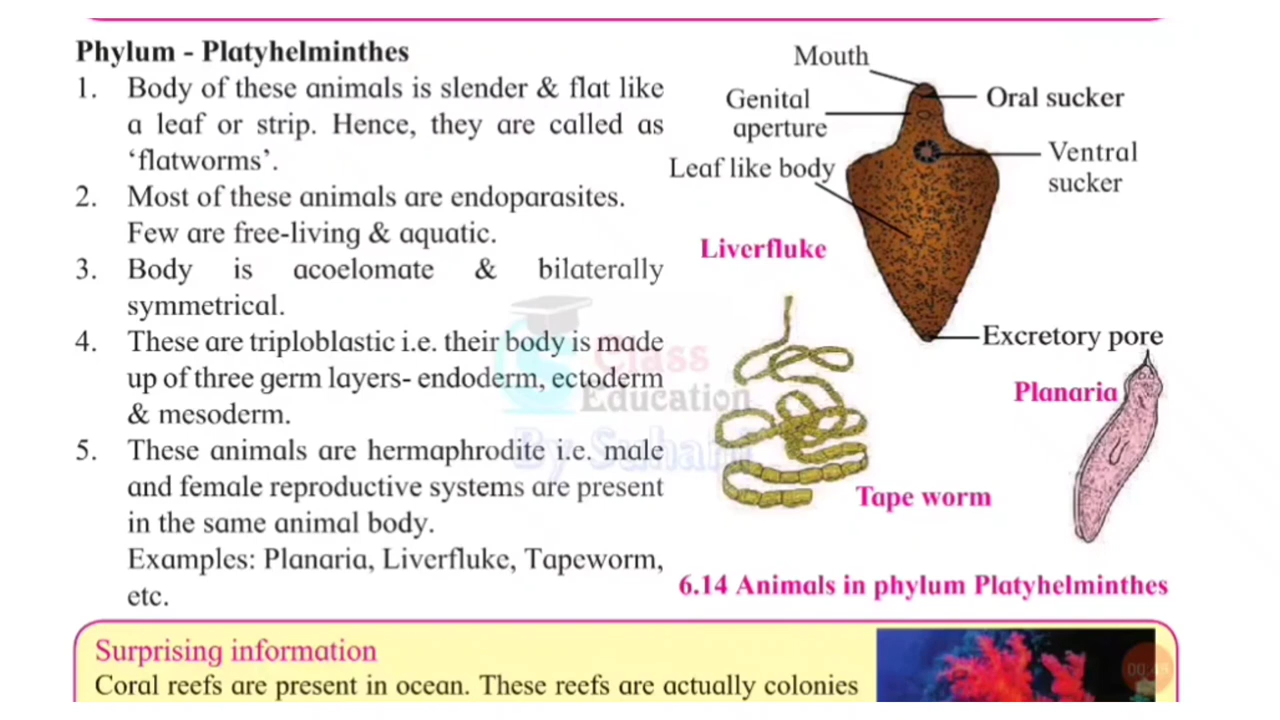 Phylum - Platyhelminthes
1. Body of these animals is slender & flat like
a leaf or strip. Hence, they are called as
‘flatworms’.
2. Most of these animals are endoparasites.
Few are free-living & aquatic.
3. Body is acoelomate & bilaterally
symmetrical.
4. These are triploblastic i.e. their body is made
up of three germ layers- endoderm, ectoderm
& mesoderm.
5. These animals are hermaphrodite i.e. male
and female reproductive systems are present
in the same animal body.
Examples: Planaria, Liverfluke, Tapeworm,
etc.
Mouth
Genital
aperture
Leaf like body
Oral sucker
Ventral
sucker
Liverfluke
Excretory pore
Planaria
Tape worm
6.14 Animals in phylum Platyhelminthes
Class
Education
By Suhani
Surprising information
Coral reefs are present in ocean. These reefs are actually colonies